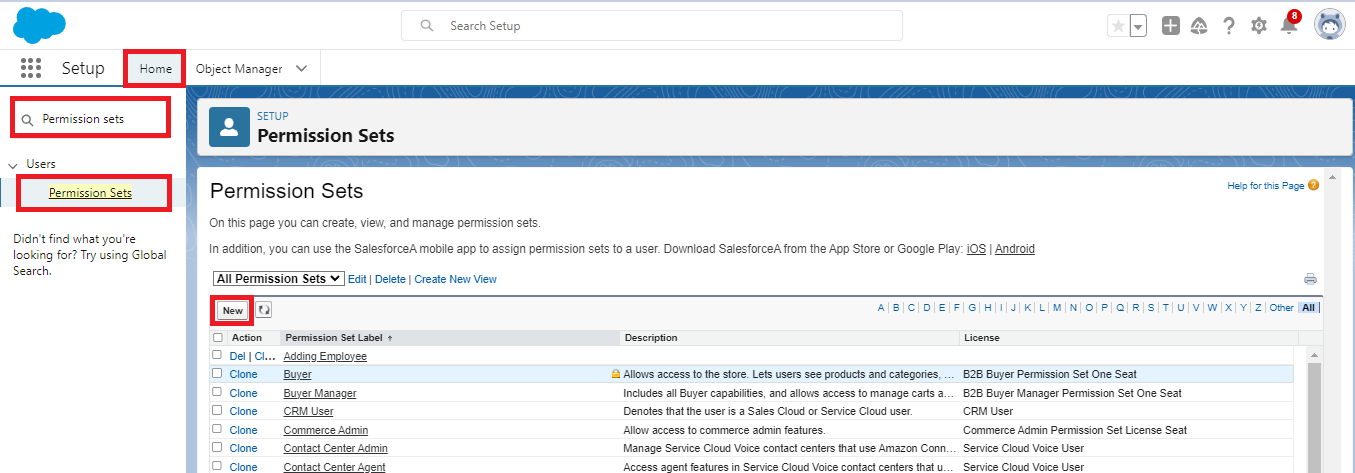 Search Setup
8
Setup
Home
Object Manager
Permission sets
Users
Permission Sets
Didn't find what you're
looking for? Try using Global
Search.
SETUP
Permission Sets
Permission Sets
Help for this Page ?
On this page you can create, view, and manage permission sets.
In addition, you can use the SalesforceA mobile app to assign permission sets to a user. Download SalesforceA from the App Store or Google Play: iOS | Android
All Permission Sets Edit | Delete | Create New View
New A | B | C | D | E | F | G | H | I | J | K | L | M | N | O | P | Q | R | S | T | U | V | W | X | Y | Z | Other All
Action Permission Set Label ↑ Description License
Del | Cl... Adding Employee
Clone Buyer Allows access to the store. Lets users see products and categories, ... B2B Buyer Permission Set One Seat
Clone Buyer Manager Includes all Buyer capabilities, and allows access to manage carts a... B2B Buyer Manager Permission Set One Seat
Clone CRM User Denotes that the user is a Sales Cloud or Service Cloud user. CRM User
Clone Commerce Admin Allow access to commerce admin features. Commerce Admin Permission Set License Seat
Clone Contact Center Admin Manage Service Cloud Voice contact centers that use Amazon Conn... Service Cloud Voice User
Clone Contact Center Agent Access agent features in Service Cloud Voice contact centers that u... Service Cloud Voice User